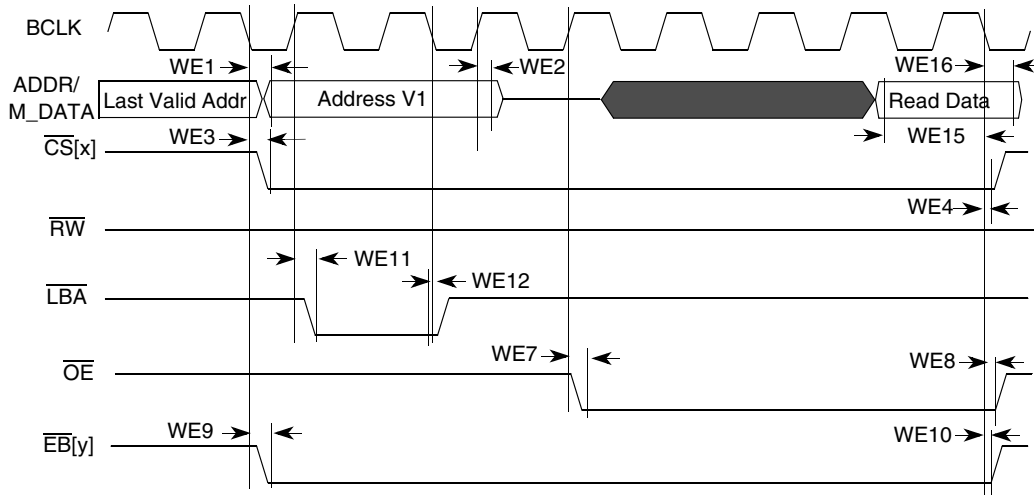 BCLK
WE1
WE2
WE16
ADDR/
M_DATA
Last Valid Addr
Address V1
Read Data
WE3
WE15
CS[x]
WE4
RW
WE11
WE12
LBA
WE7
WE8
OE
WE9
WE10
EB[y]